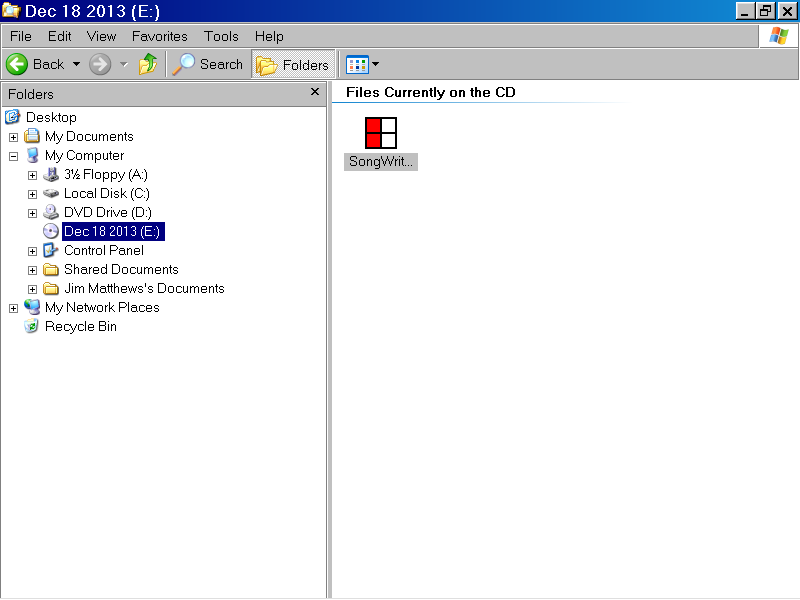 Dec 18 2013 (E:)
File Edit View Favorites Tools Help
Back Search Folders
Folders
Files Currently on the CD
Desktop
My Documents
My Computer
3½ Floppy (A:)
Local Disk (C:)
DVD Drive (D:)
Dec 18 2013 (E:)
Control Panel
Shared Documents
Jim Matthews's Documents
My Network Places
Recycle Bin
SongWrit...